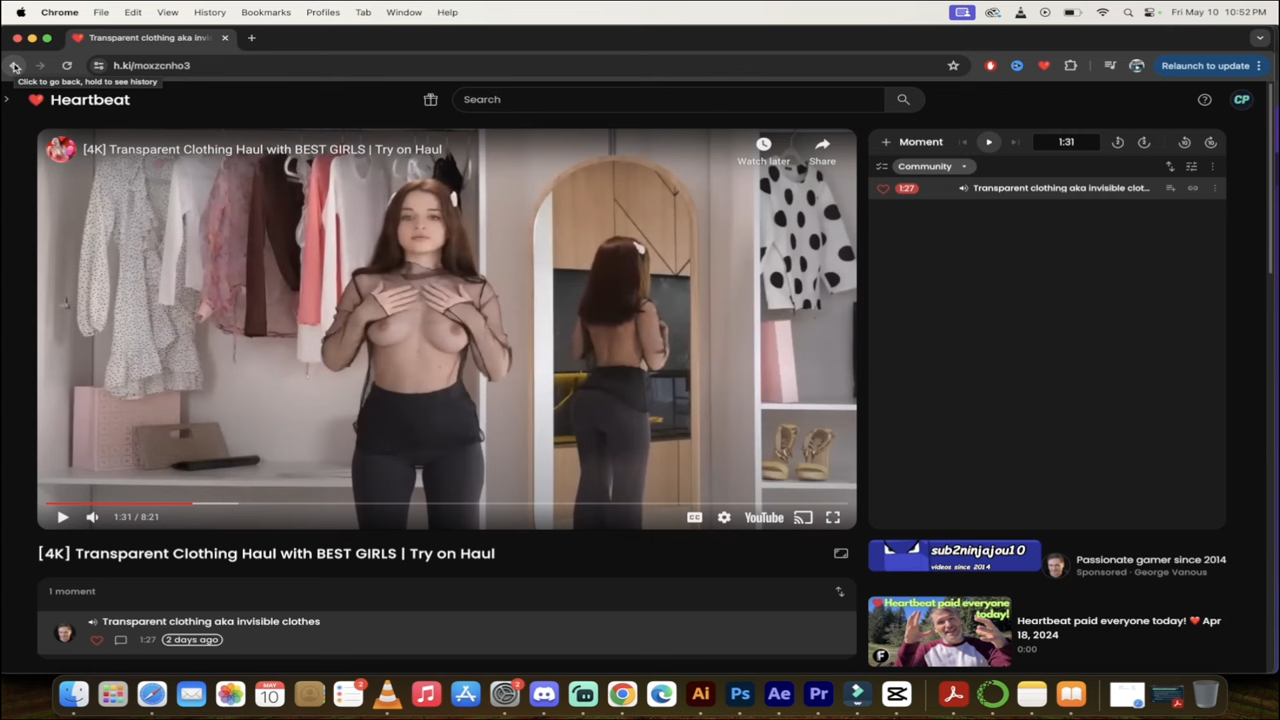 Chrome File Edit View History Bookmarks Profiles Tab Window Help Fri May 10 10:52 PM
Transparent clothing aka invis
h.ki/moxzcnho3 Relaunch to update
Click to go back, hold to see history
Heartbeat Search CP
[4K] Transparent Clothing Haul with BEST GIRLS | Try on Haul
Watch later Share
Moment 1:31
Community
1:27 Transparent clothing aka invisible clot...
1:31 / 8:21 CC YouTube
[4K] Transparent Clothing Haul with BEST GIRLS | Try on Haul
1 moment
Transparent clothing aka invisible clothes
1:27 2 days ago
sub2ninjajou10
videos since 2014
Passionate gamer since 2014
Sponsored · George Vanous
Heartbeat paid everyone today!
F
Heartbeat paid everyone today! ❤️ Apr
18, 2024
0:00
MAY
10
2
2
Ai Ps Ae Pr